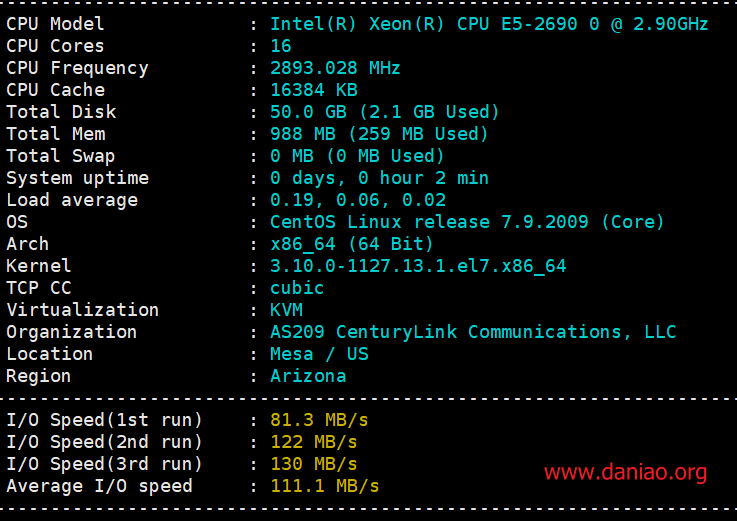 CPU Model : Intel(R) Xeon(R) CPU E5-2690 0 @ 2.90GHz
CPU Cores : 16
CPU Frequency : 2893.028 MHz
CPU Cache : 16384 KB
Total Disk : 50.0 GB (2.1 GB Used)
Total Mem : 988 MB (259 MB Used)
Total Swap : 0 MB (0 MB Used)
System uptime : 0 days, 0 hour 2 min
Load average : 0.19, 0.06, 0.02
OS : CentOS Linux release 7.9.2009 (Core)
Arch : x86_64 (64 Bit)
Kernel : 3.10.0-1127.13.1.el7.x86_64
TCP CC : cubic
Virtualization : KVM
Organization : AS209 CenturyLink Communications, LLC
Location : Mesa / US
Region : Arizona
I/O Speed(1st run) : 81.3 MB/s
I/O Speed(2nd run) : 122 MB/s
I/O Speed(3rd run) : 130 MB/s
Average I/O speed : 111.1 MB/s
www.daniao.org